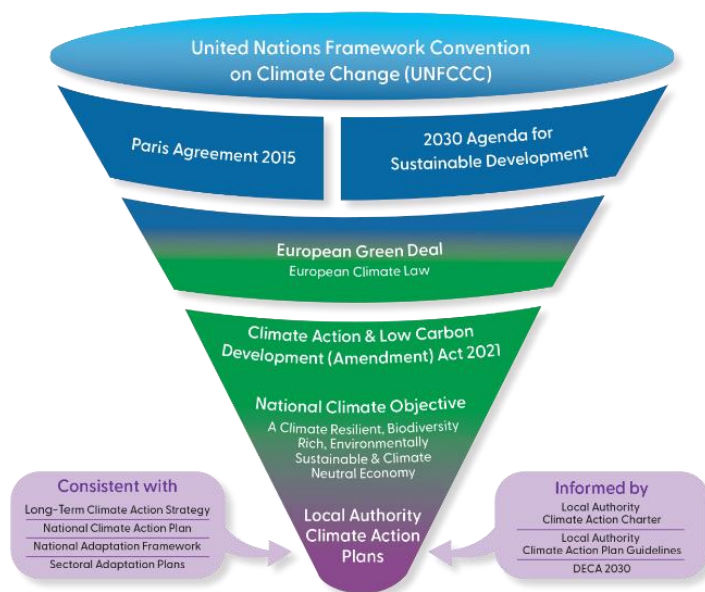 United Nations Framework Convention
on Climate Change (UNFCCC)
Paris Agreement 2015
2030 Agenda for
Sustainable Development
European Green Deal
European Climate Law
Climate Action & Low Carbon
Development (Amendment) Act 2021
National Climate Objective
A Climate Resilient, Biodiversity
Rich, Environmentally
Sustainable & Climate
Neutral Economy
Local Authority
Climate Action
Plans
Consistent with
Long-Term Climate Action Strategy
National Climate Action Plan
National Adaptation Framework
Sectoral Adaptation Plans
Informed by
Local Authority
Climate Action Charter
Local Authority
Climate Action Plan Guidelines
DECA 2030